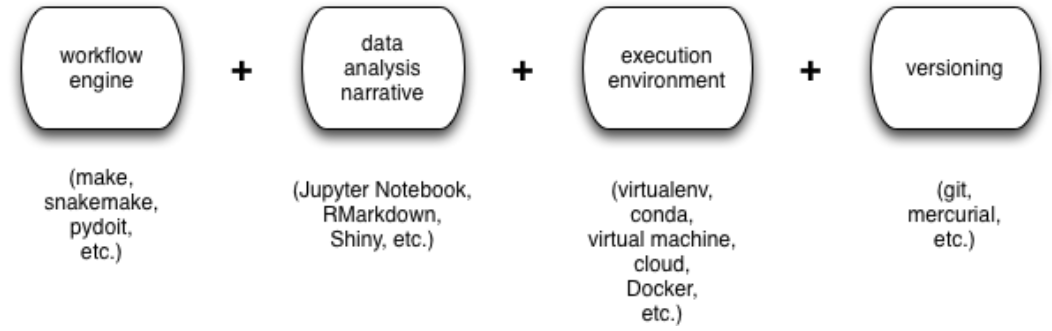 workflow
engine
+
data
analysis
narrative
+
execution
environment
+
versioning
(make,
snakemake,
pydoit,
etc.)
(Jupyter Notebook,
RMarkdown,
Shiny, etc.)
(virtualenv,
conda,
virtual machine,
cloud,
Docker,
etc.)
(git,
mercurial,
etc.)